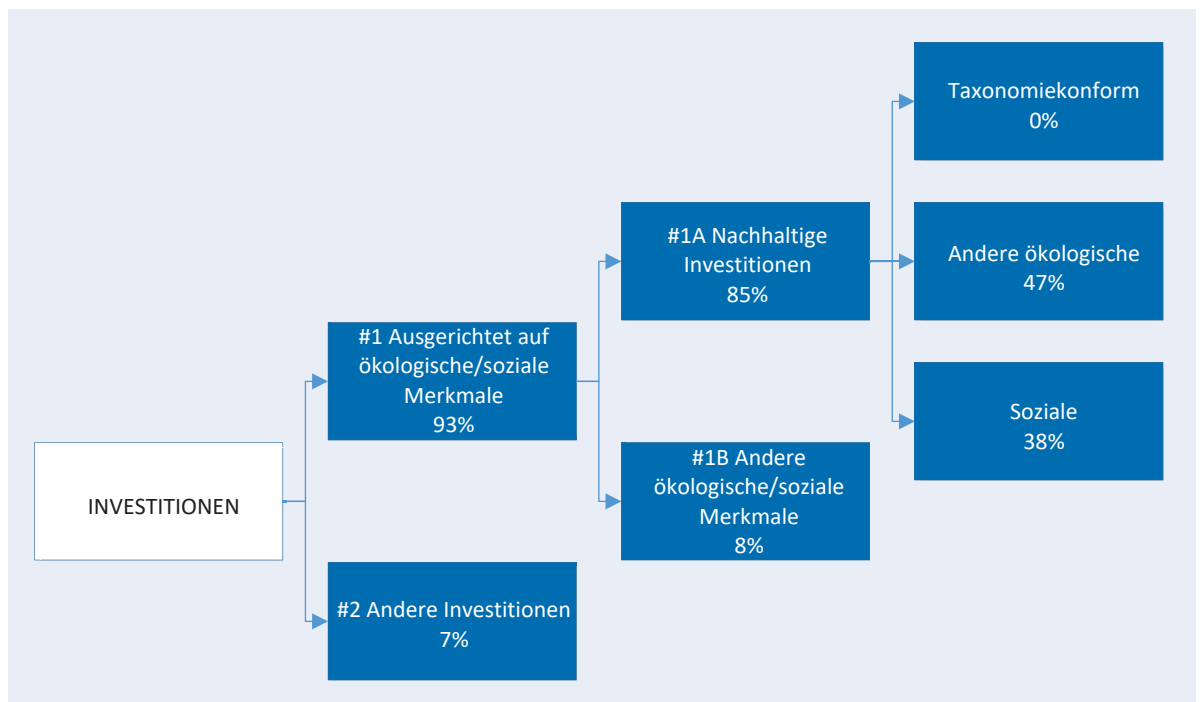 INVESTITIONEN
#1 Ausgerichtet auf
ökologische/soziale
Merkmale
93%
#2 Andere Investitionen
7%
#1A Nachhaltige
Investitionen
85%
#1B Andere
ökologische/soziale
Merkmale
8%
Taxonomiekonform
0%
Andere ökologische
47%
Soziale
38%